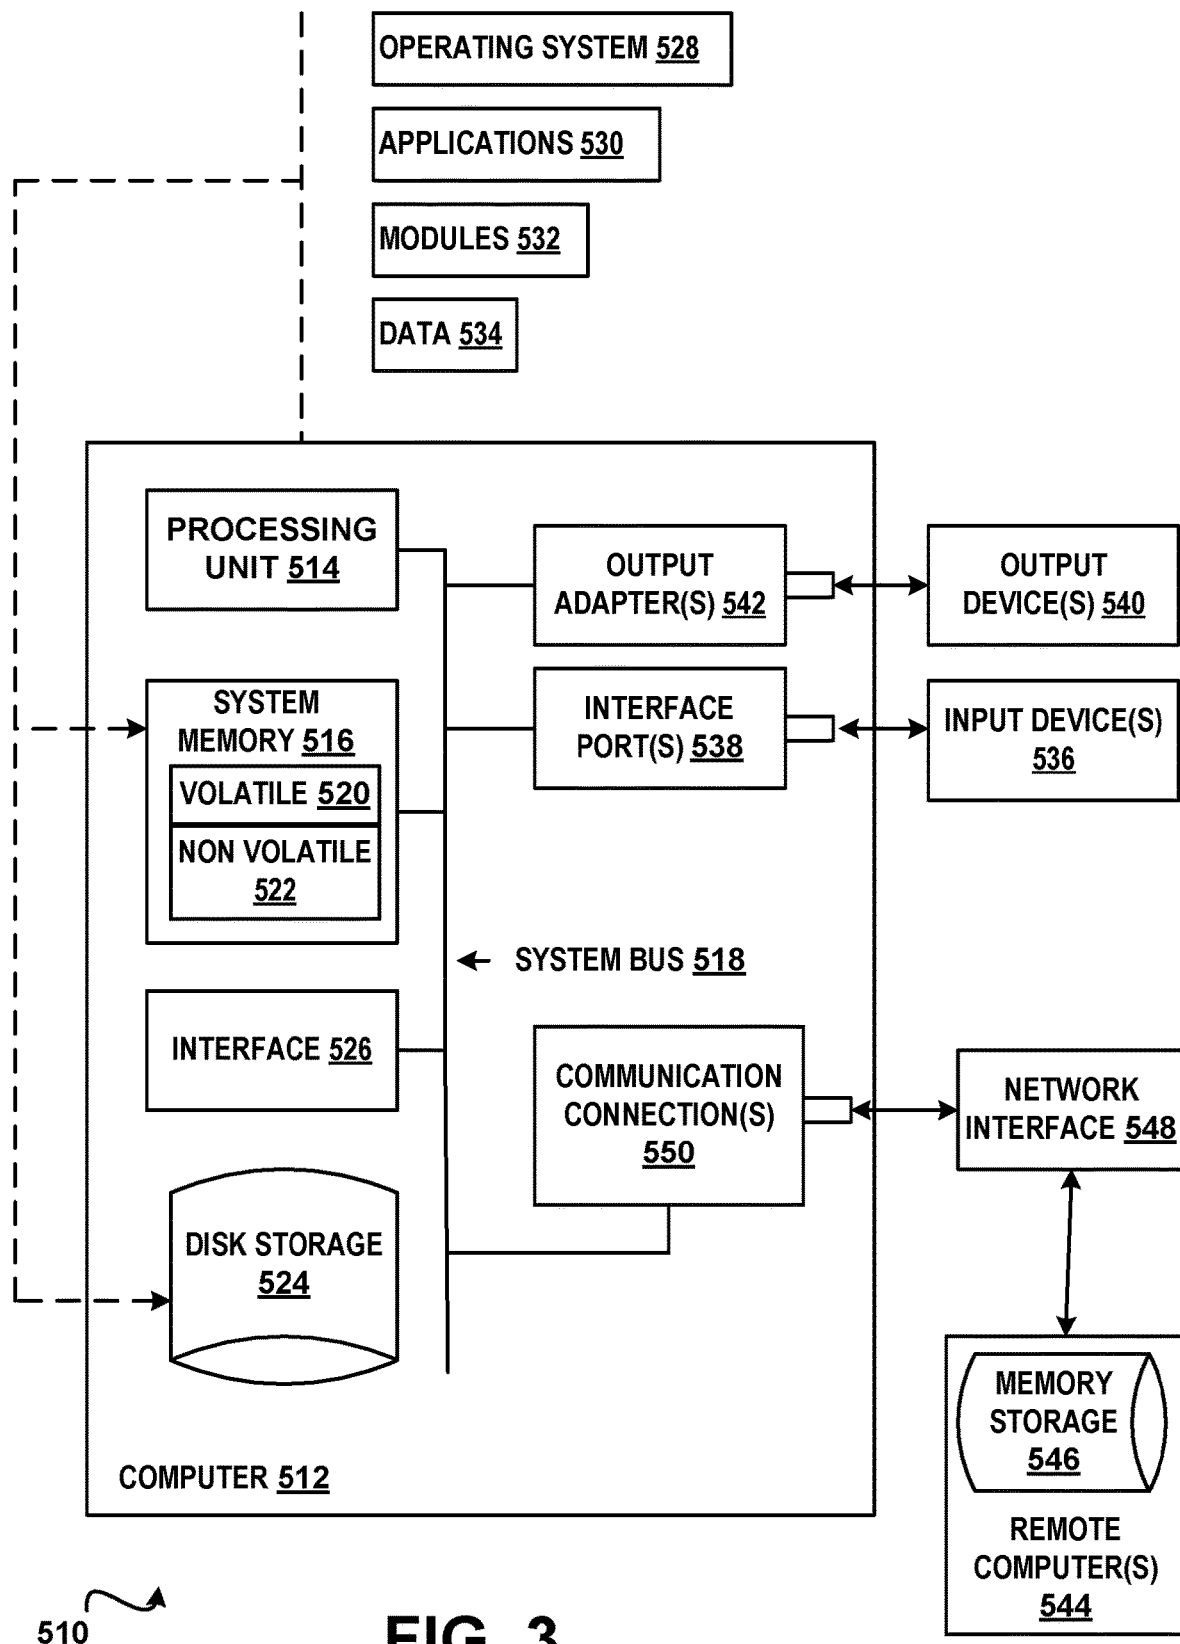 OPERATING SYSTEM 528
APPLICATIONS 530
MODULES 532
DATA 534
PROCESSING
UNIT 514
OUTPUT
ADAPTER(S) 542
OUTPUT
DEVICE(S) 540
SYSTEM
MEMORY 516
VOLATILE 520
NON VOLATILE
522
INTERFACE
PORT(S) 538
INPUT DEVICE(S)
536
SYSTEM BUS 518
INTERFACE 526
COMMUNICATION
CONNECTION(S)
550
NETWORK
INTERFACE 548
DISK STORAGE
524
MEMORY
STORAGE
546
REMOTE
COMPUTER(S)
544
COMPUTER 512
510
FIG. 3